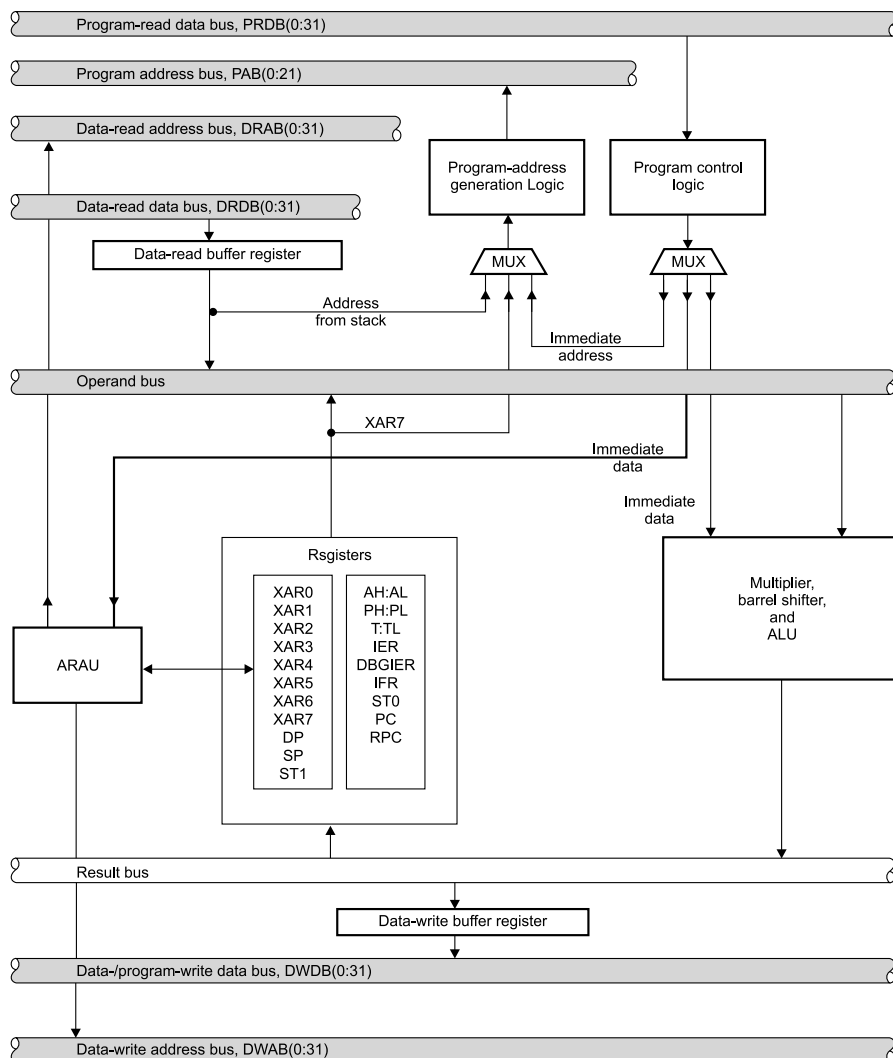 Program-read data bus, PRDB(0:31)
Program address bus, PAB(0:21)
Data-read address bus, DRAB(0:31)
Program-address
generation Logic
Program control
logic
Data-read data bus, DRDB(0:31)
Data-read buffer register
MUX
MUX
Address
from stack
Immediate
address
Operand bus
XAR7
Immediate
data
Immediate
data
Rsgisters
XAR0
XAR1
XAR2
XAR3
XAR4
XAR5
XAR6
XAR7
DP
SP
ST1
AH:AL
PH:PL
T:TL
IER
DBGIER
IFR
ST0
PC
RPC
Multiplier,
barrel shifter,
and
ALU
ARAU
Result bus
Data-write buffer register
Data-/program-write data bus, DWDB(0:31)
Data-write address bus, DWAB(0:31)